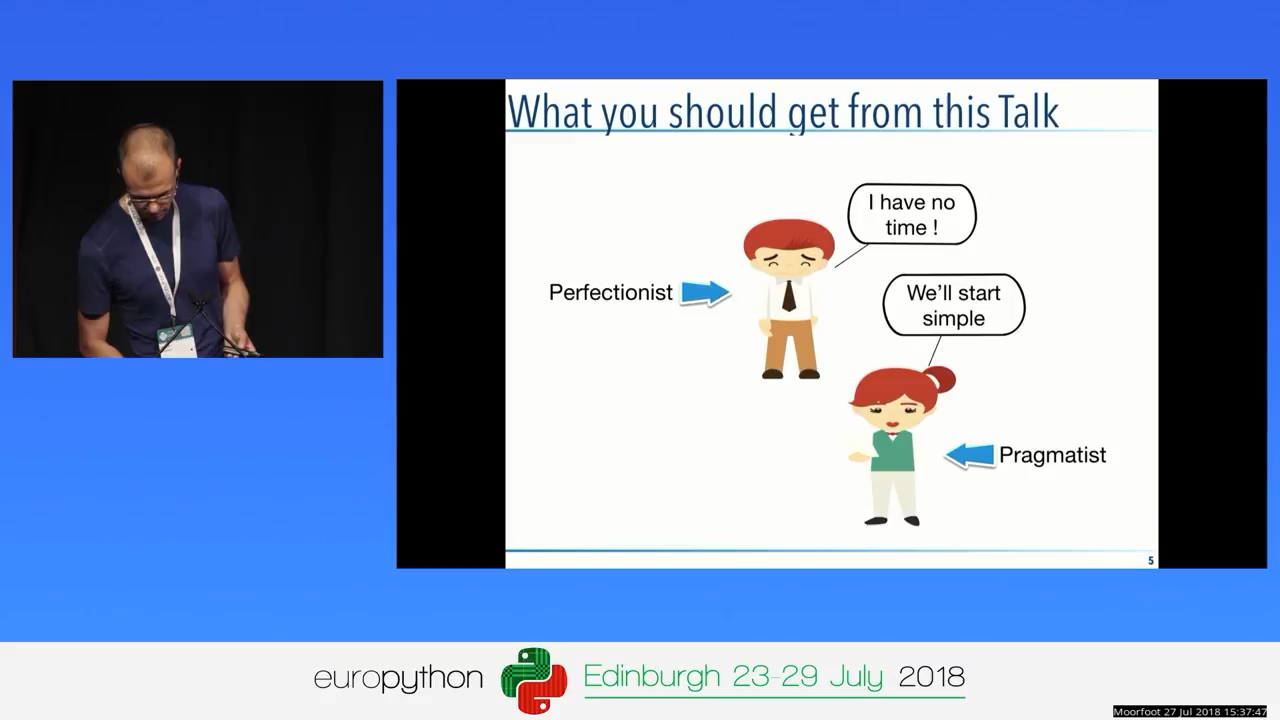 What you should get from this Talk
I have no
time !
Perfectionist
We'll start
simple
Pragmatist
5
europython
Edinburgh 23-29 July 2018
Moorfoot 27 Jul 2018 15:37:47